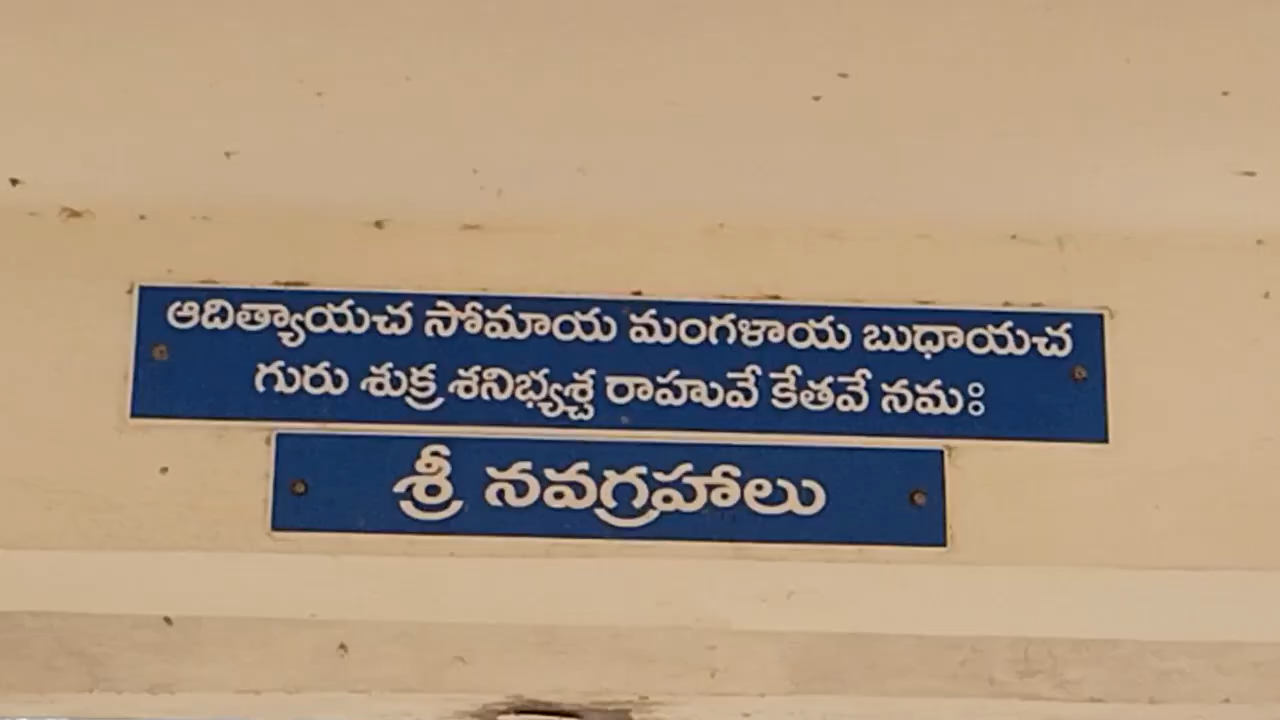 ఆదిత్యాయచ సోమాయ మంగళాయ బుధాయచ
గురు శుక్ర శనిభ్యశ్చ రాహువే కేతవే నమః
శ్రీ నవగ్రహాలు